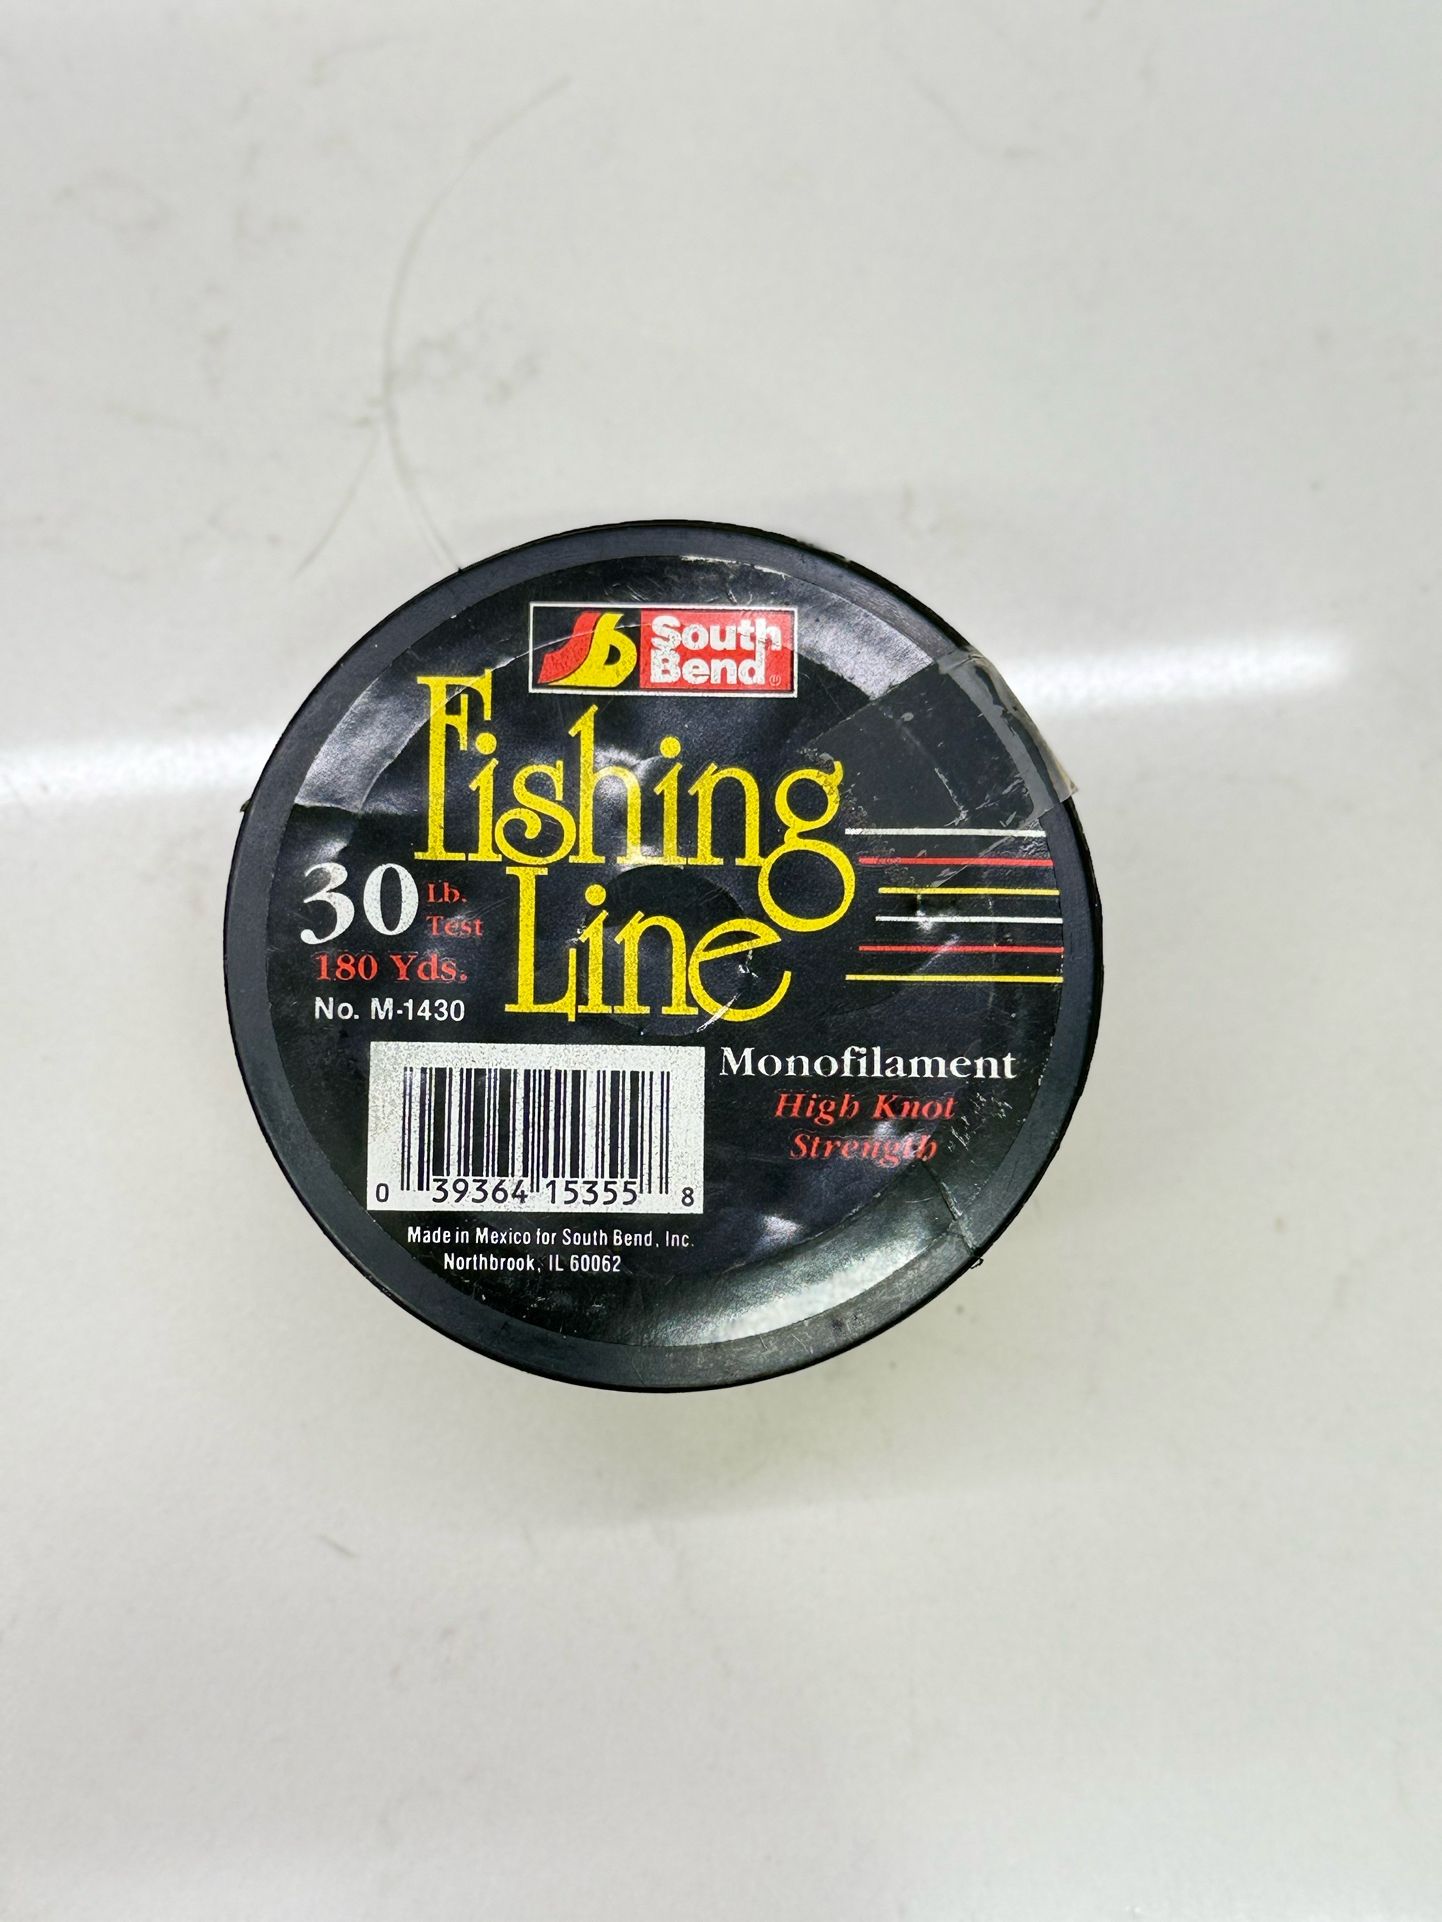 South
Bend®
Fishing
Line
30 Lb.
Test
180 Yds.
No. M-1430
Monofilament
High Knot
Strength
0 39364 15355 8
Made in Mexico for South Bend, Inc.
Northbrook, IL 60062